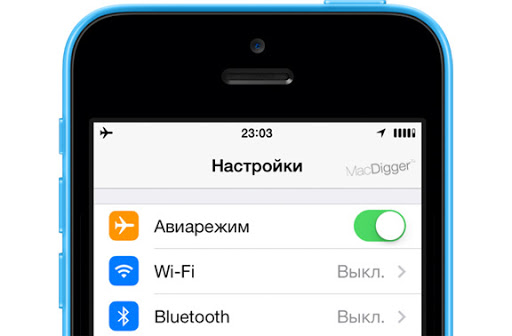 23:03
Настройки
MacDigger
Авиарежим
Wi-Fi
Выкл.
Bluetooth
Выкл.